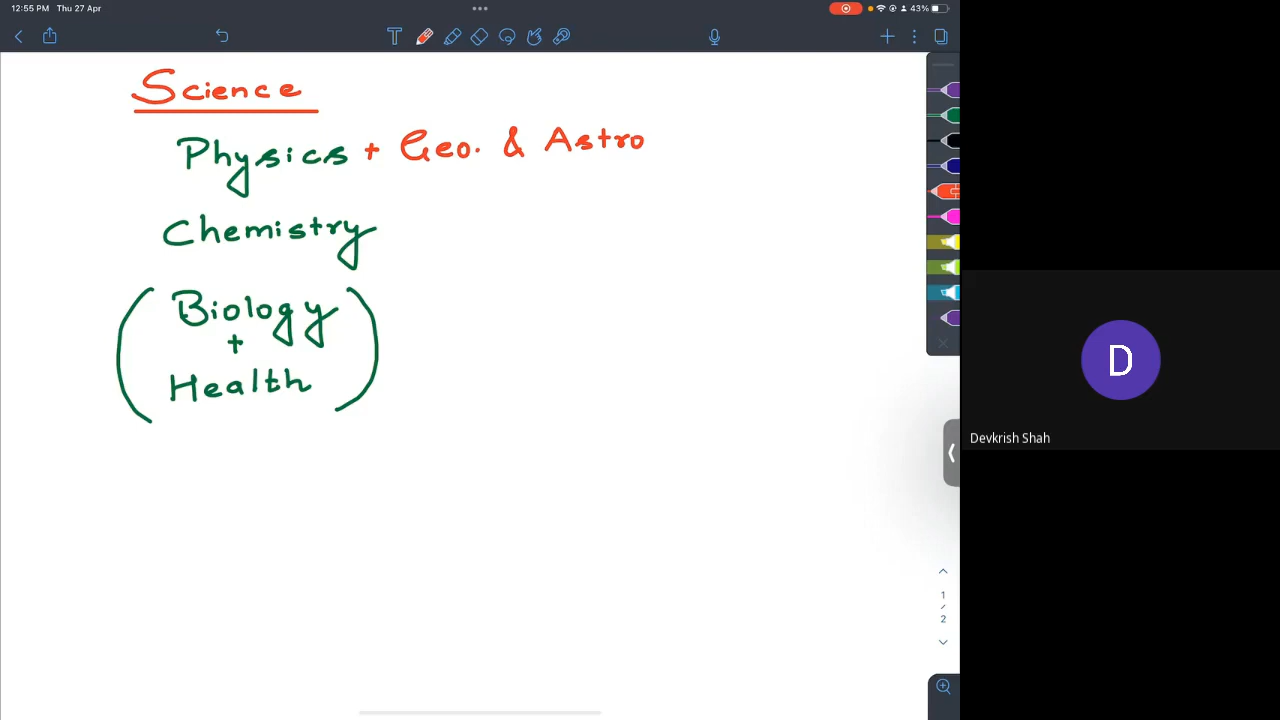 12:55 PM Thu 27 Apr
43%
Science
Physics + Geo. & Astro
Chemistry
( Biology
+
Health )
1
/
2
D
Devkrish Shah